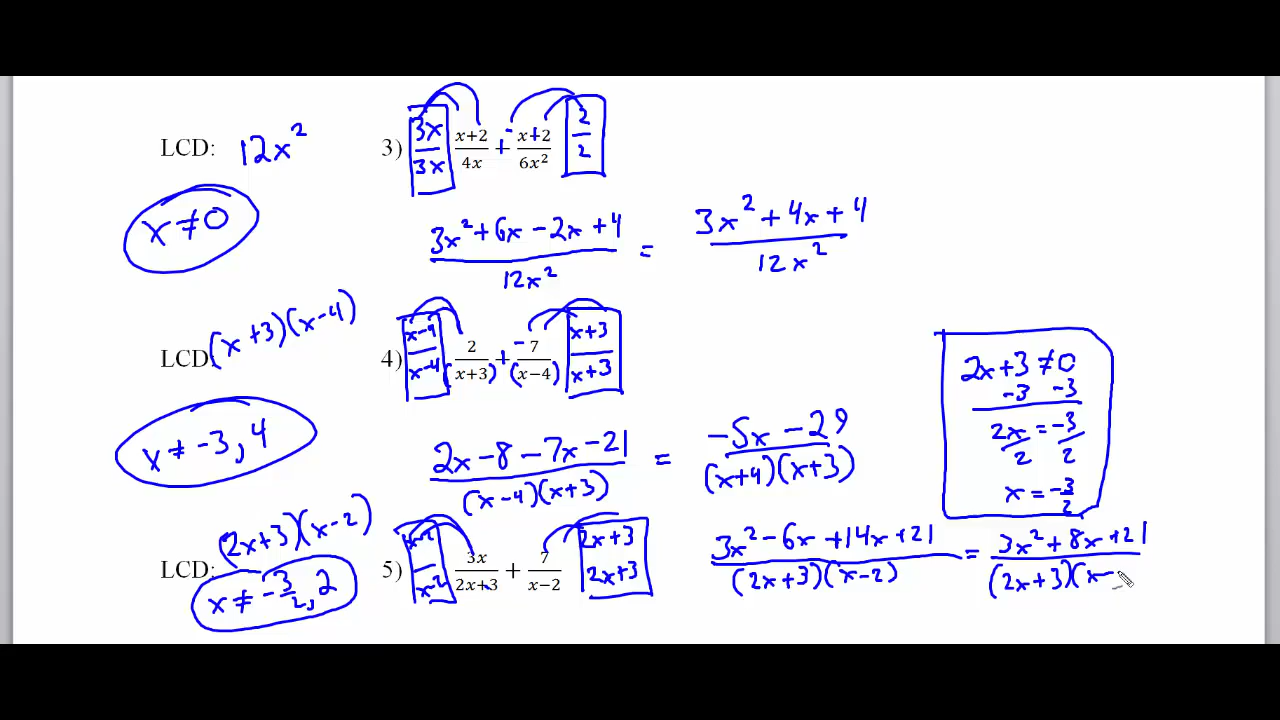 LCD: 12x²
3) 3x/3x (x+2)/(4x) + -(x+2)/(6x²) 2/2
x ≠ 0
(3x² + 6x - 2x + 4)/(12x²) = (3x² + 4x + 4)/(12x²)
LCD: (x+3)(x-4)
4) (x-4)/(x-4) 2/(x+3) + -7/(x-4) (x+3)/(x+3)
x ≠ -3, 4
(2x - 8 - 7x - 21)/((x-4)(x+3)) = (-5x - 29)/((x+4)(x+3))
2x+3 ≠ 0
-3 -3
2x/2 = -3/2
x = -3/2
LCD: (2x+3)(x-2)
x ≠ -3/2, 2
5) (x-2)/(x-2) 3x/(2x+3) + 7/(x-2) (2x+3)/(2x+3)
(3x² - 6x + 14x + 21)/((2x+3)(x-2)) = (3x² + 8x + 21)/((2x+3)(x-